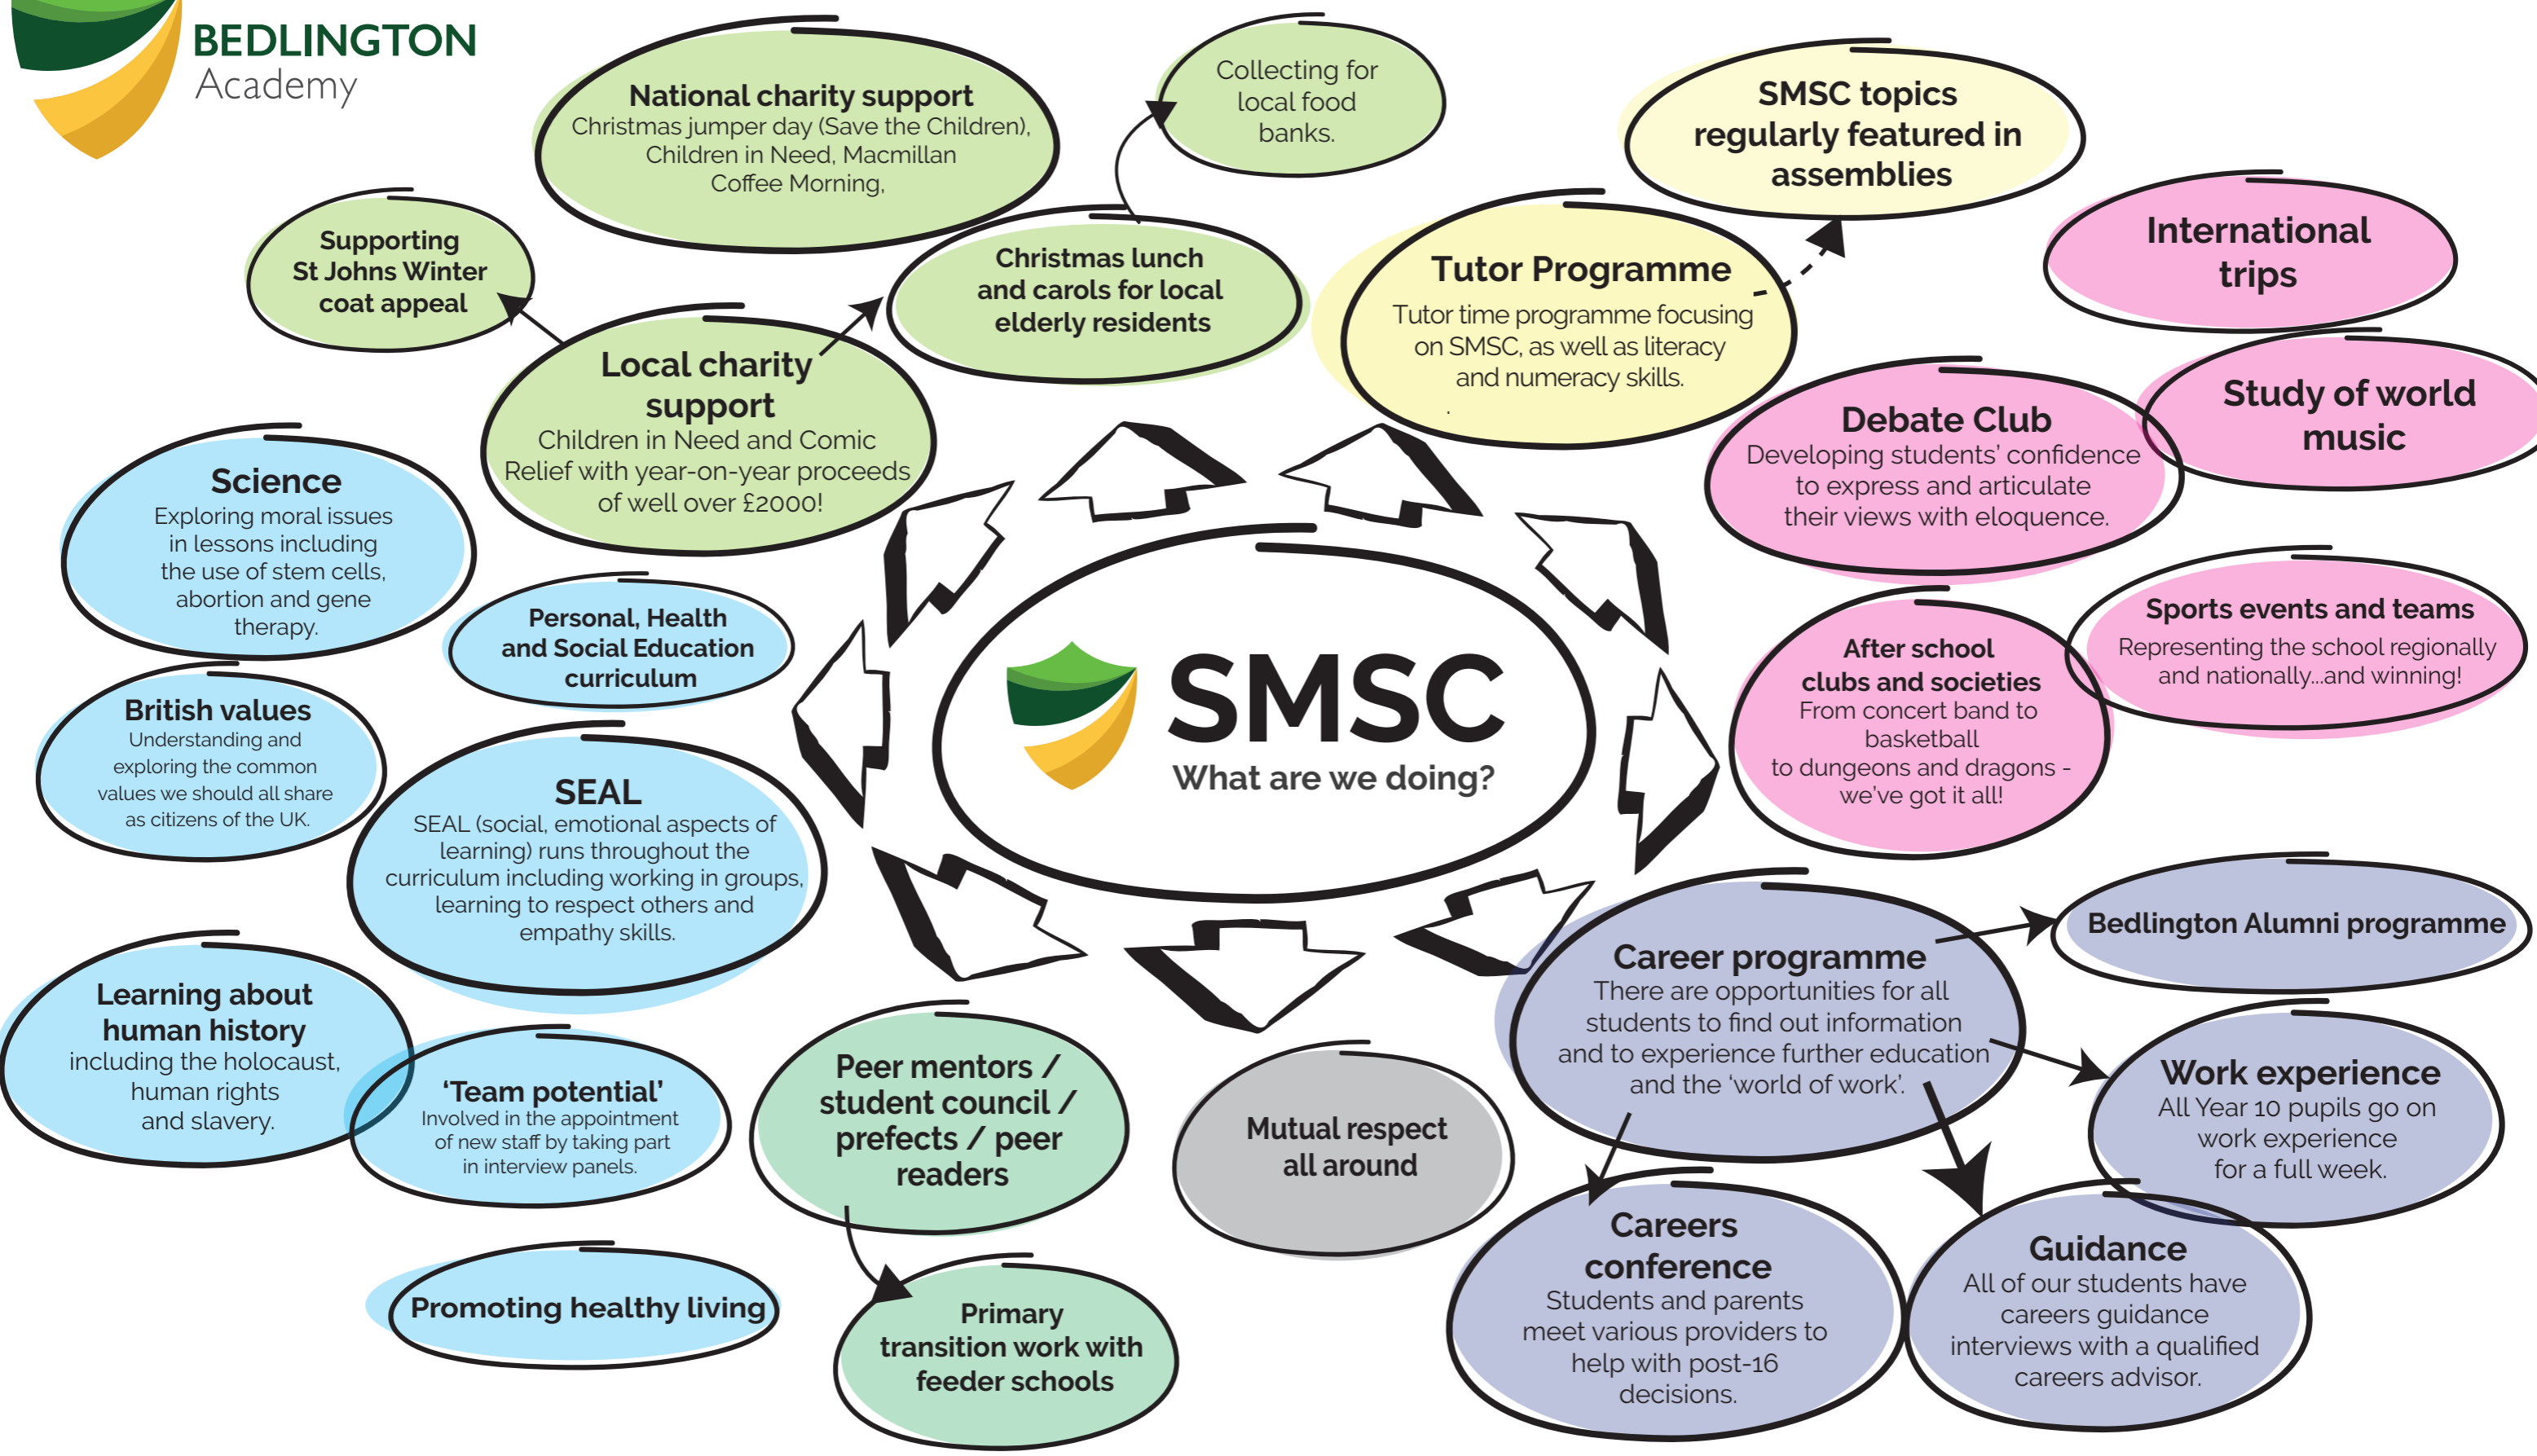 BEDLINGTON
Academy
National charity support
Christmas jumper day (Save the Children),
Children in Need, Macmillan
Coffee Morning,
Collecting for
local food
banks.
SMSC topics
regularly featured in
assemblies
Supporting
St Johns Winter
coat appeal
Christmas lunch
and carols for local
elderly residents
Tutor Programme
Tutor time programme focusing
on SMSC, as well as literacy
and numeracy skills.
.
International
trips
Local charity
support
Children in Need and Comic
Relief with year-on-year proceeds
of well over £2000!
Debate Club
Developing students' confidence
to express and articulate
their views with eloquence.
Study of world
music
Science
Exploring moral issues
in lessons including
the use of stem cells,
abortion and gene
therapy.
Personal, Health
and Social Education
curriculum
SMSC
What are we doing?
After school
clubs and societies
From concert band to
basketball
to dungeons and dragons -
we've got it all!
Sports events and teams
Representing the school regionally
and nationally...and winning!
British values
Understanding and
exploring the common
values we should all share
as citizens of the UK.
SEAL
SEAL (social, emotional aspects of
learning) runs throughout the
curriculum including working in groups,
learning to respect others and
empathy skills.
Career programme
There are opportunities for all
students to find out information
and to experience further education
and the 'world of work'.
Bedlington Alumni programme
Learning about
human history
including the holocaust,
human rights
and slavery.
'Team potential'
Involved in the appointment
of new staff by taking part
in interview panels.
Peer mentors /
student council /
prefects / peer
readers
Mutual respect
all around
Work experience
All Year 10 pupils go on
work experience
for a full week.
Promoting healthy living
Primary
transition work with
feeder schools
Careers
conference
Students and parents
meet various providers to
help with post-16
decisions.
Guidance
All of our students have
careers guidance
interviews with a qualified
careers advisor.